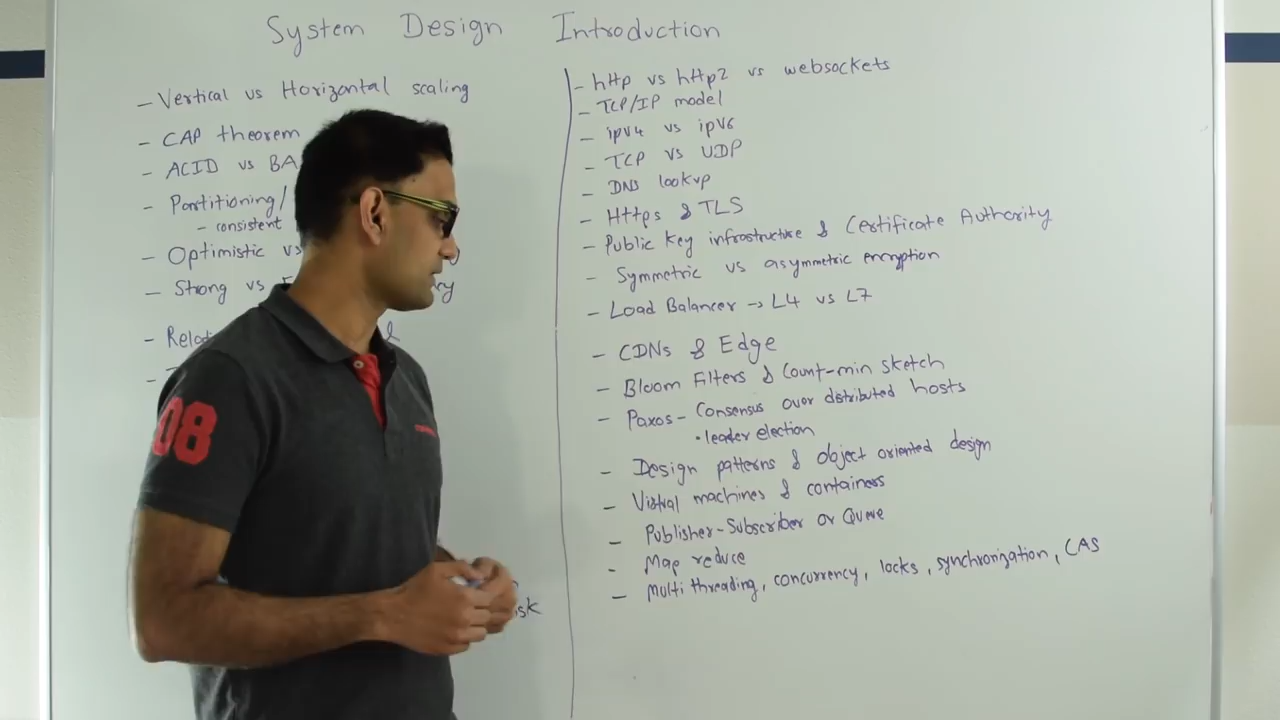 System Design Introduction
- Vertical vs Horizontal scaling
- CAP theorem
- ACID vs BA
- Partitioning/
- consistent
- Optimistic vs
- Strong vs
- Relat
- http vs http2 vs websockets
- TCP/IP model
- ipv4 vs ipv6
- TCP vs UDP
- DNS lookup
- Https & TLS
- Public key infrastructure & Certificate Authority
- Symmetric vs asymmetric encryption
- Load Balancer -> L4 vs L7
- CDNs & Edge
- Bloom Filters & Count-min sketch
- Paxos - Consensus over distributed hosts
• leader election
- Design patterns & object oriented design
- Virtual machines & containers
- Publisher-Subscriber or Queue
- Map reduce
- Multi threading, concurrency, locks, synchronization, CAS
08